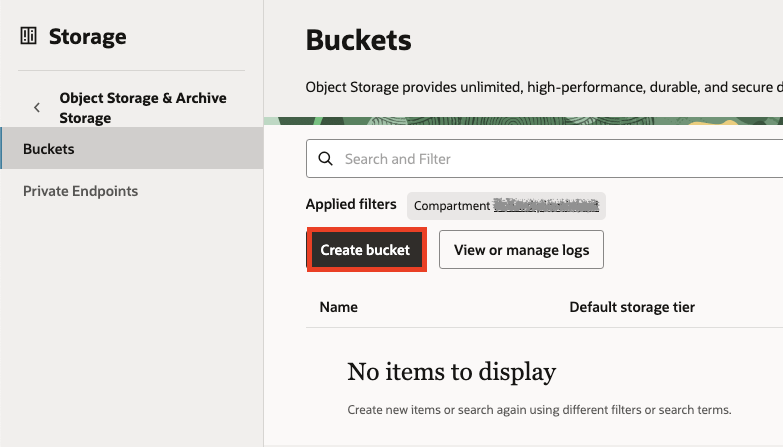 Storage
Object Storage & Archive
Storage
Buckets
Private Endpoints
Buckets
Object Storage provides unlimited, high-performance, durable, and secure
Search and Filter
Applied filters
Compartment
Create bucket
View or manage logs
Name
Default storage tier
No items to display
Create new items or search again using different filters or search terms.